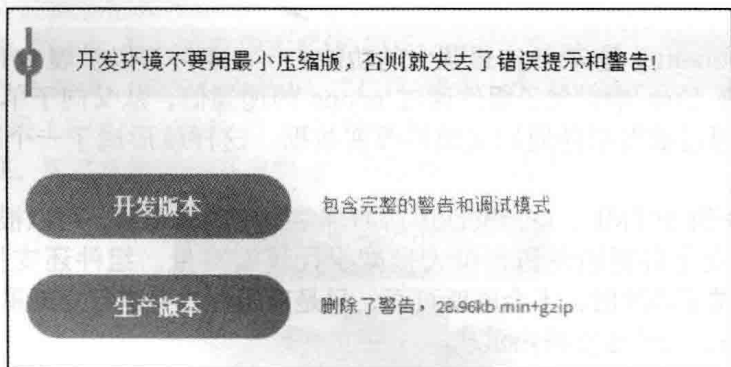 开发环境不要用最小压缩版,否则就失去了错误提示和警告!
开发版本
包含完整的警告和调试模式
生产版本
删除了警告,28.96kb min+gzip